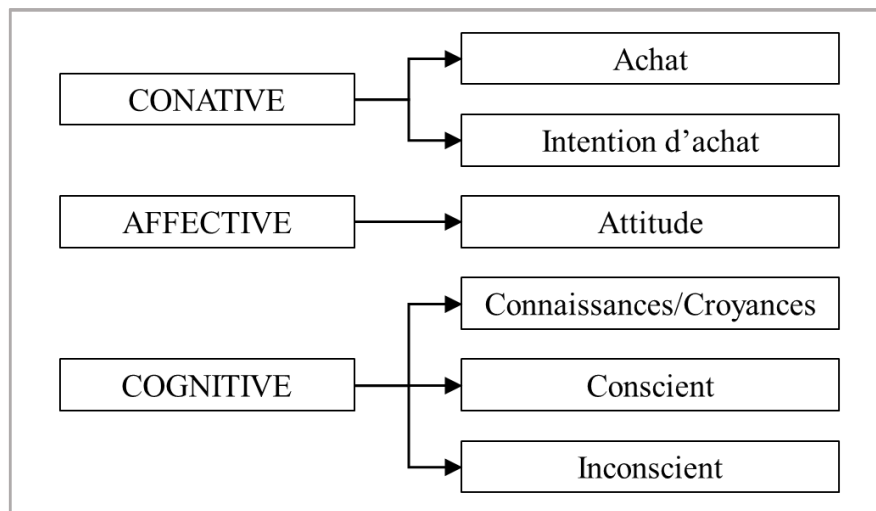 CONATIVE
Achat
Intention d’achat
AFFECTIVE
Attitude
COGNITIVE
Connaissances/Croyances
Conscient
Inconscient